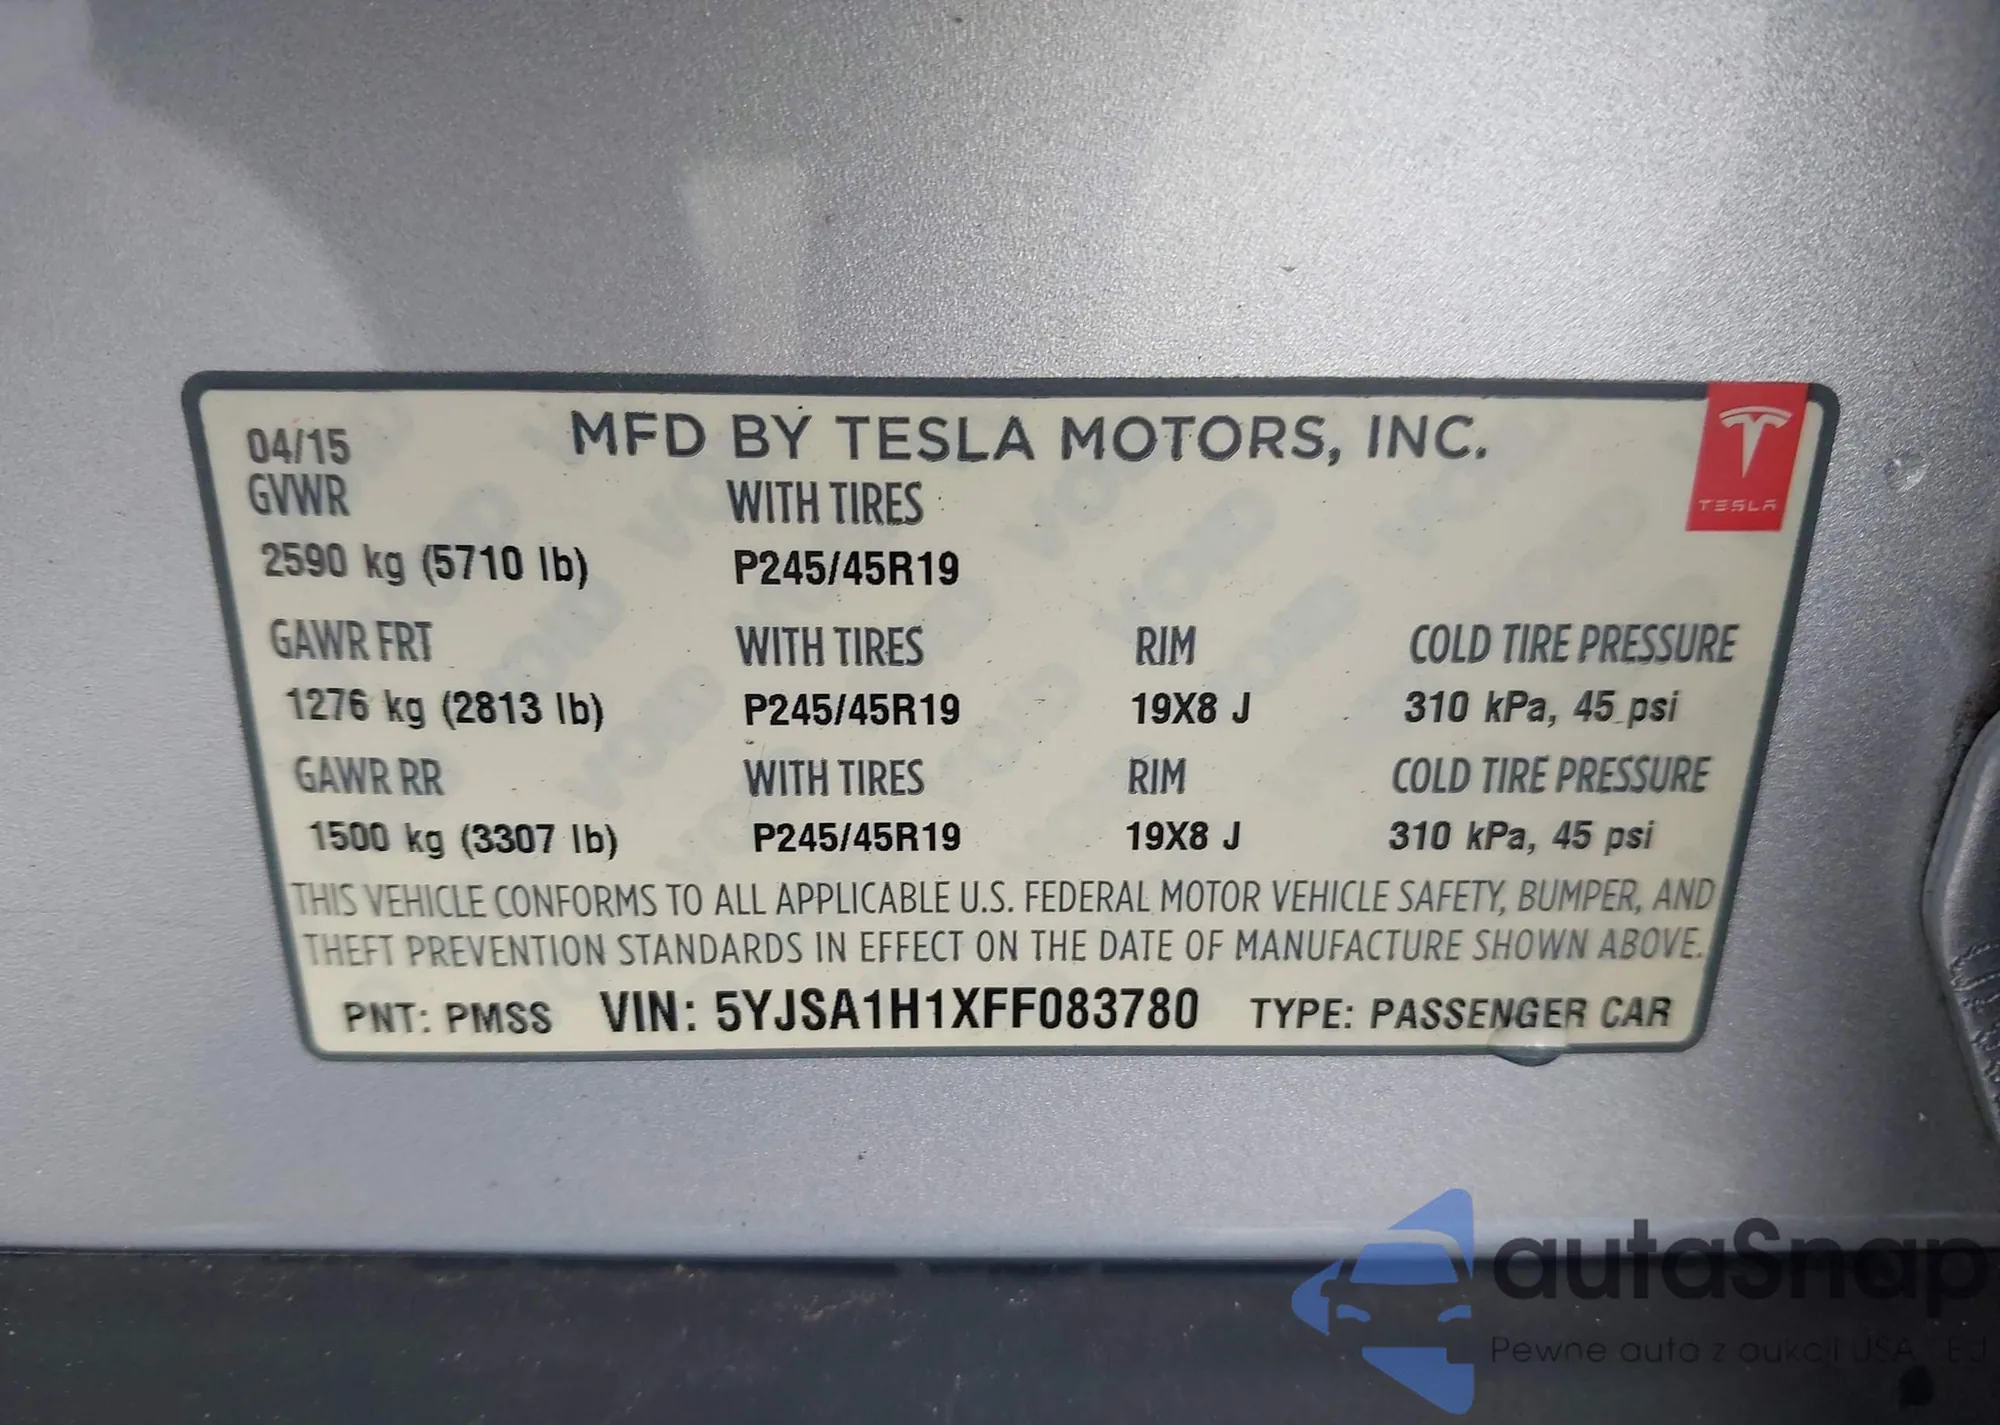 04/15 MFD BY TESLA MOTORS, INC.
TESLA
GVWR WITH TIRES
2590 kg (5710 lb) P245/45R19
GAWR FRT WITH TIRES RIM COLD TIRE PRESSURE
1276 kg (2813 lb) P245/45R19 19X8 J 310 kPa, 45 psi
GAWR RR WITH TIRES RIM COLD TIRE PRESSURE
1500 kg (3307 lb) P245/45R19 19X8 J 310 kPa, 45 psi
THIS VEHICLE CONFORMS TO ALL APPLICABLE U.S. FEDERAL MOTOR VEHICLE SAFETY, BUMPER, AND
THEFT PREVENTION STANDARDS IN EFFECT ON THE DATE OF MANUFACTURE SHOWN ABOVE.
PNT: PMSS VIN: 5YJSA1H1XFF083780 TYPE: PASSENGER CAR
autaSnap
Pewne auta z aukcji USA